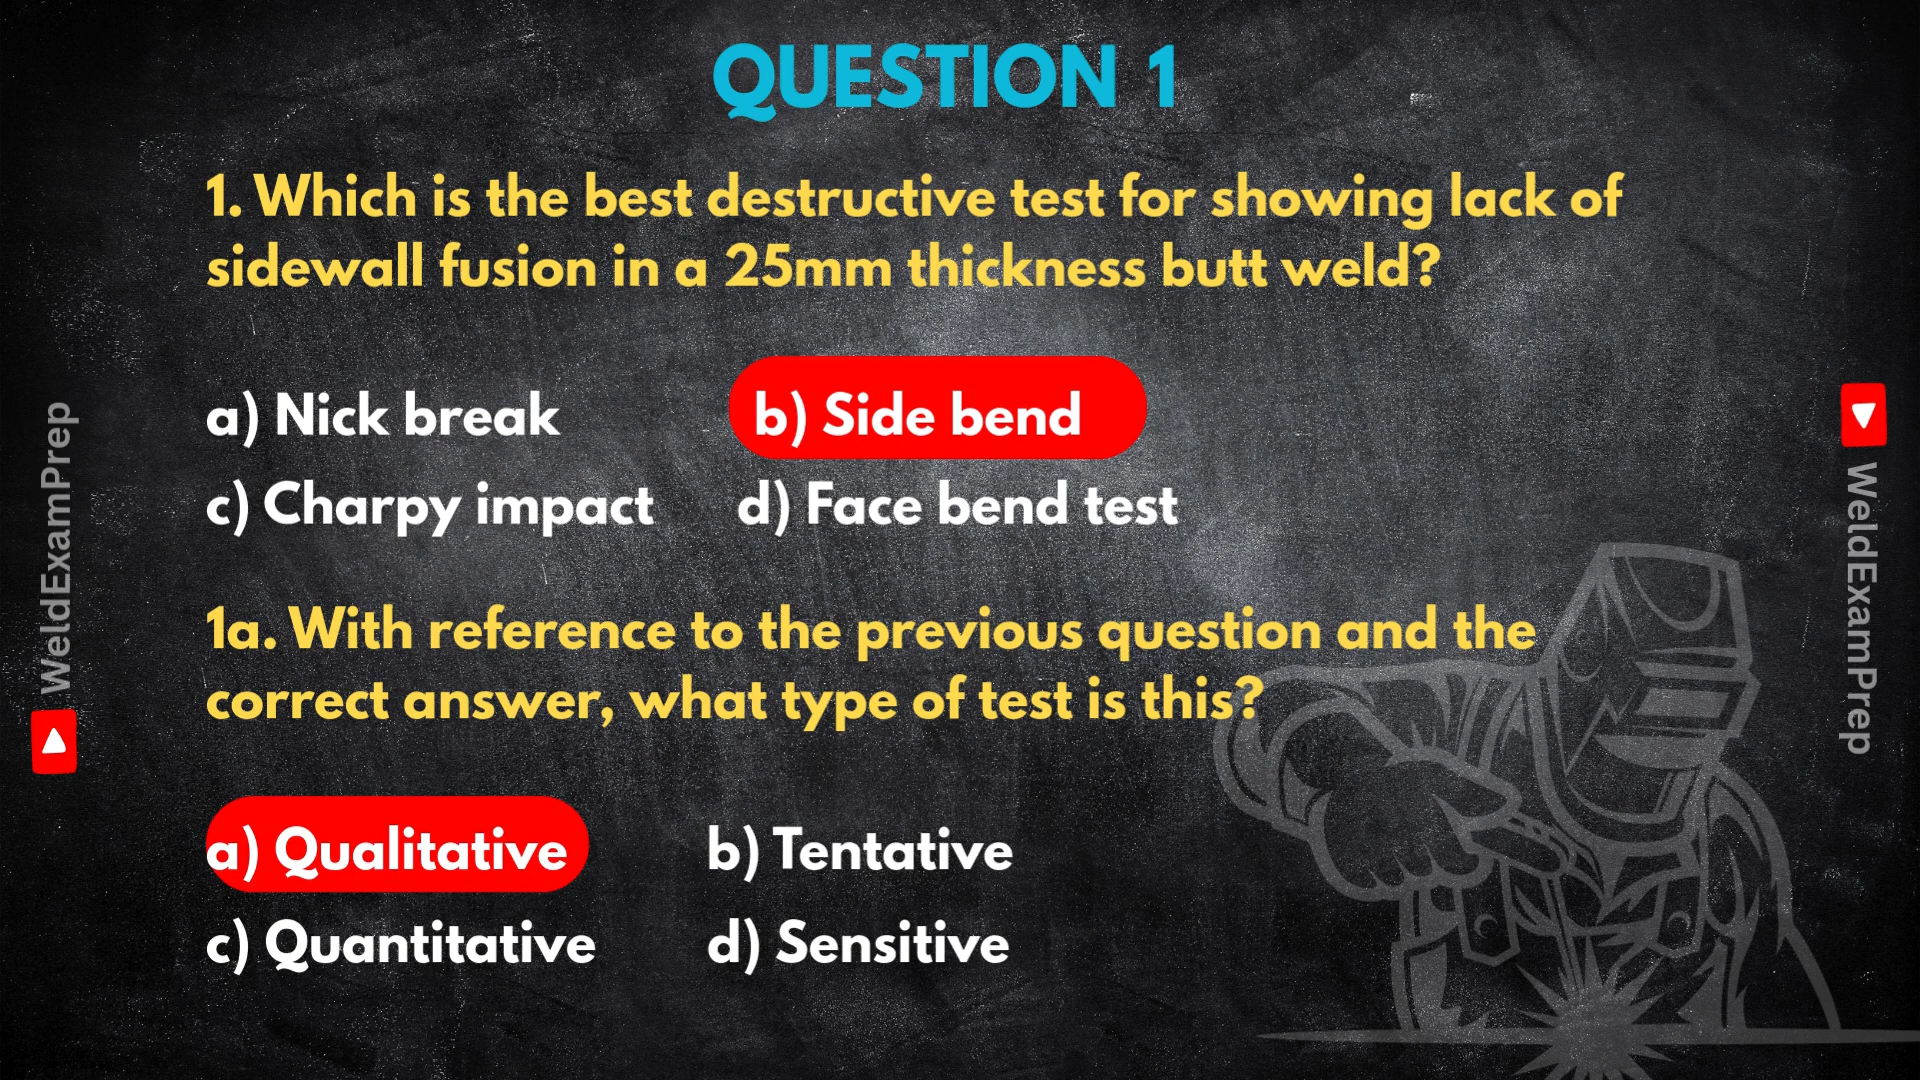 QUESTION 1
1. Which is the best destructive test for showing lack of
sidewall fusion in a 25mm thickness butt weld?
a) Nick break
b) Side bend
c) Charpy impact
d) Face bend test
1a. With reference to the previous question and the
correct answer, what type of test is this?
a) Qualitative
b) Tentative
c) Quantitative
d) Sensitive
WeldExamPrep
WeldExamPrep